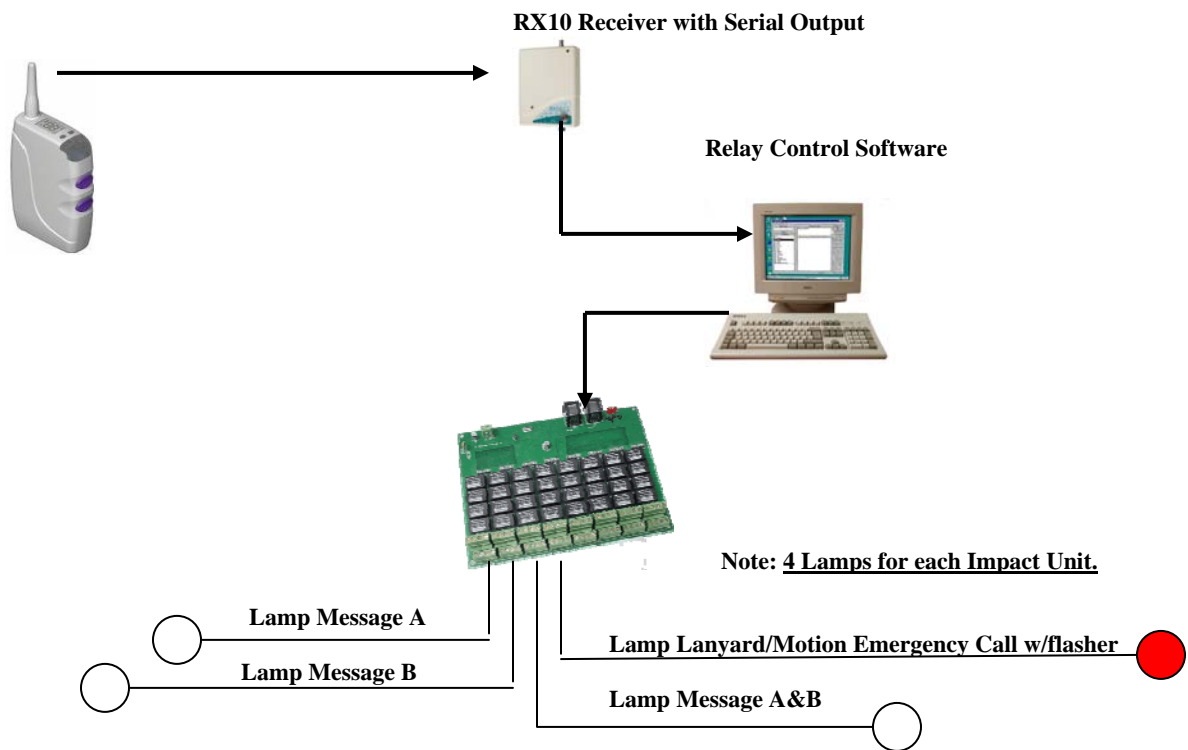 RX10 Receiver with Serial Output
Relay Control Software
Note: 4 Lamps for each Impact Unit.
Lamp Message A
Lamp Lanyard/Motion Emergency Call w/flasher
Lamp Message B
Lamp Message A&B